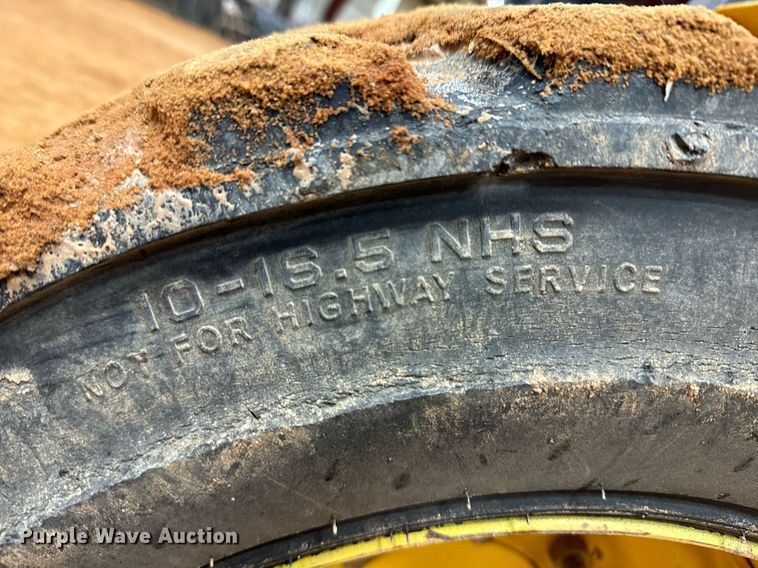 10-16.5 NHS
NOT FOR HIGHWAY SERVICE
Purple Wave Auction